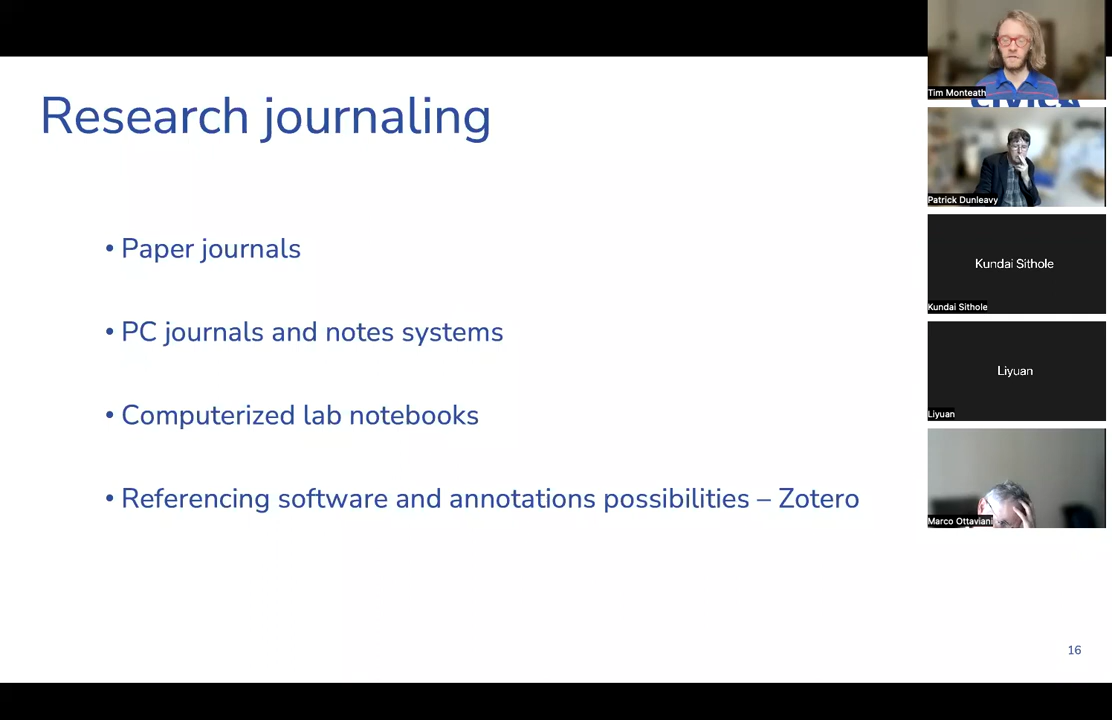 Research journaling
• Paper journals
• PC journals and notes systems
• Computerized lab notebooks
• Referencing software and annotations possibilities – Zotero
16
Tim Monteath
CIVICA
Patrick Dunleavy
Kundai Sithole
Kundai Sithole
Liyuan
Liyuan
Marco Ottaviani